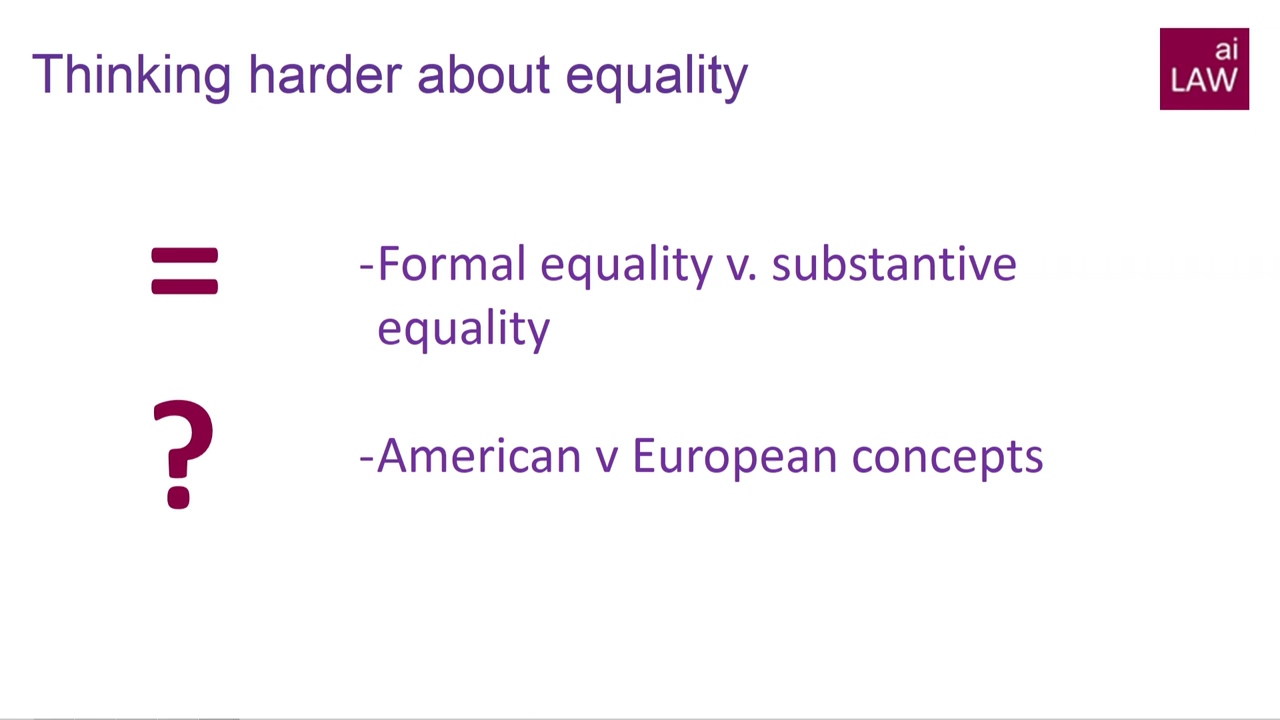 Thinking harder about equality
ai
LAW
=
-Formal equality v. substantive
equality
?
-American v European concepts